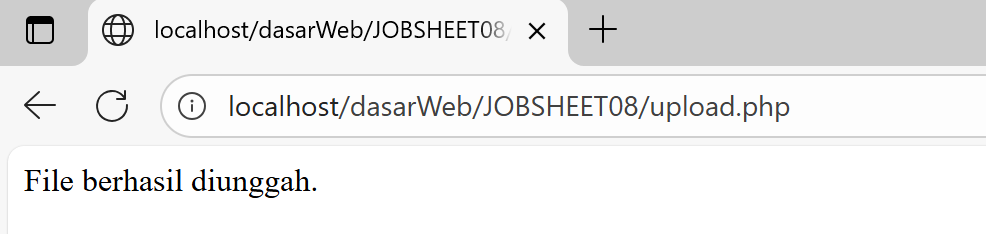 localhost/dasarWeb/JOBSHEET08/
localhost/dasarWeb/JOBSHEET08/upload.php
File berhasil diunggah.